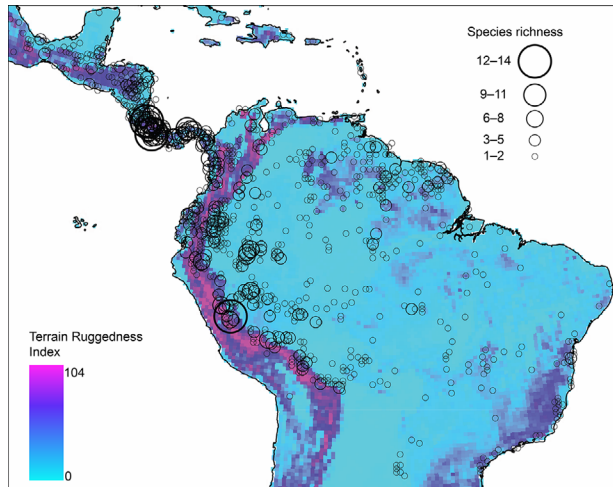 Species richness
12–14
9–11
6–8
3–5
1–2
Terrain Ruggedness
Index
104
0